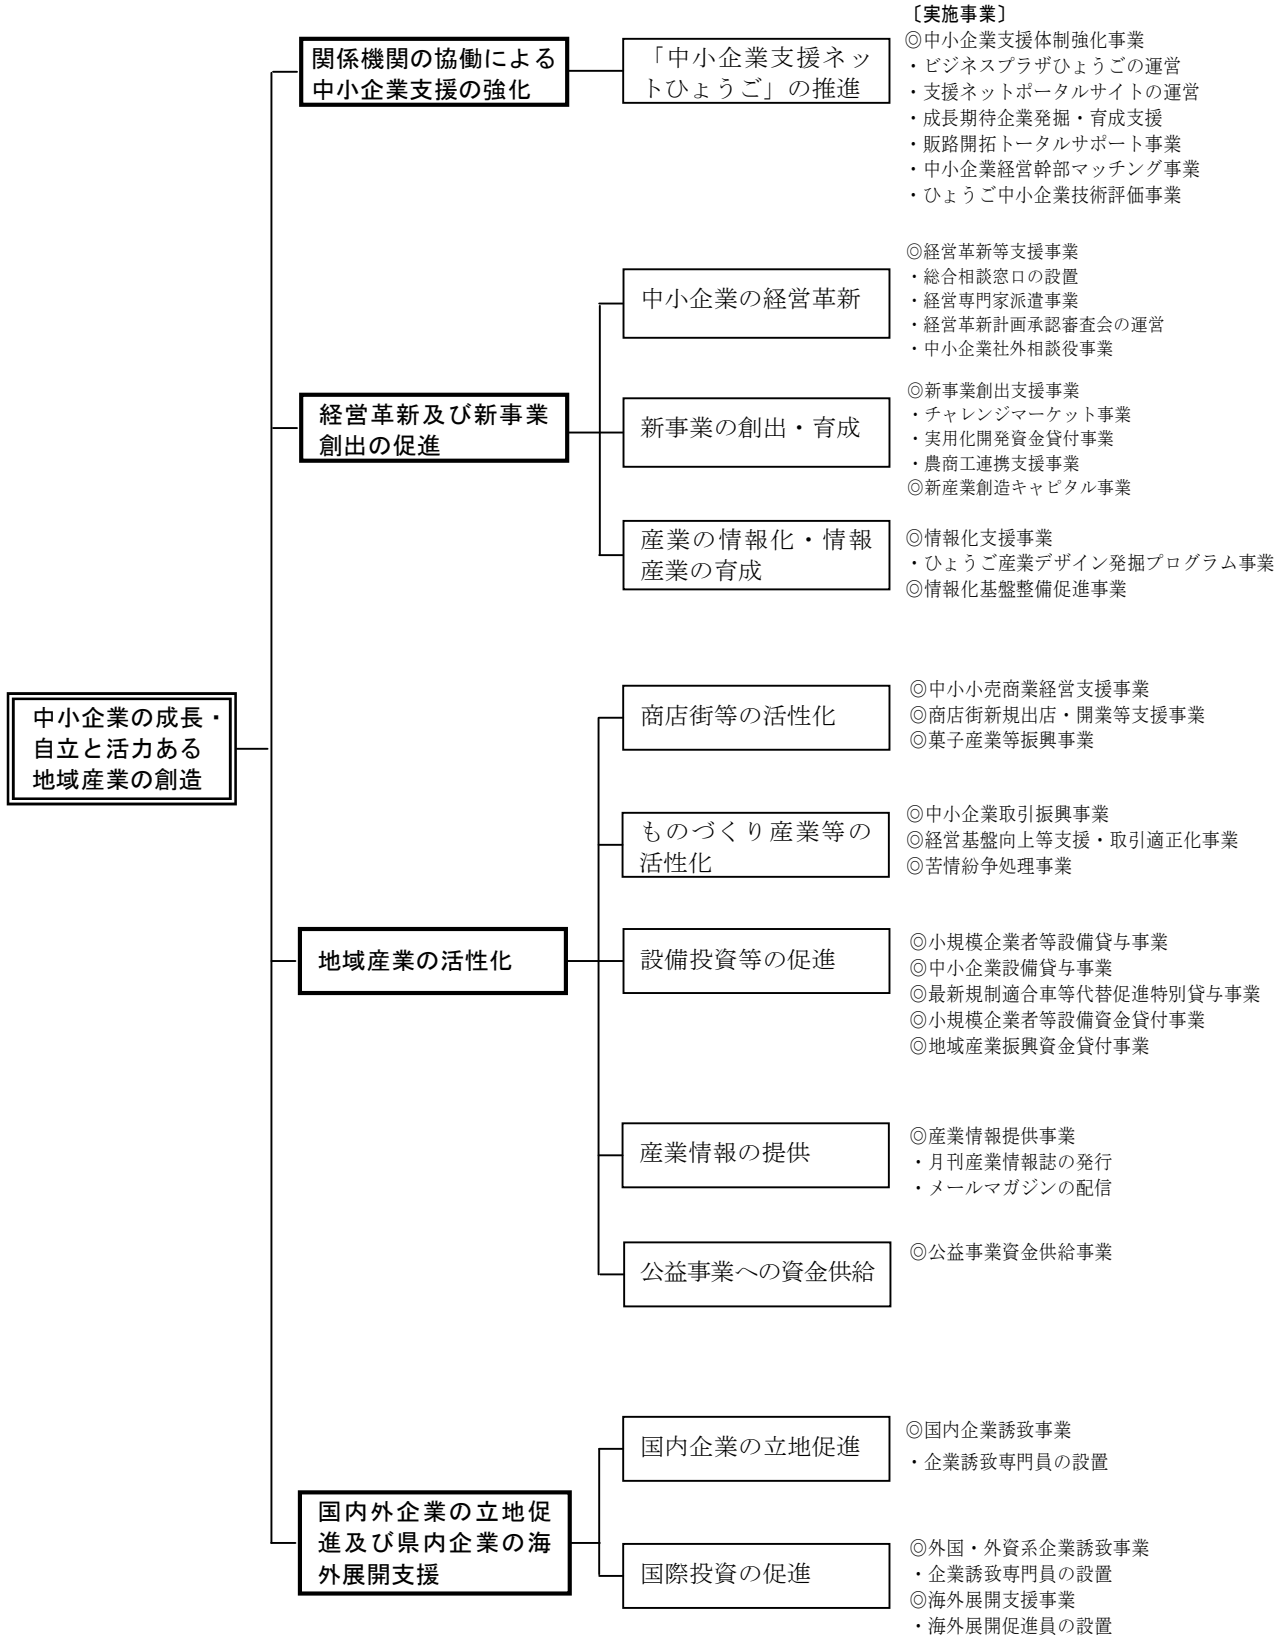 〔実施事業〕
関係機関の協働による
中小企業支援の強化
「中小企業支援ネッ
トひょうご」の推進
◎中小企業支援体制強化事業
・ビジネスプラザひょうごの運営
・支援ネットポータルサイトの運営
・成長期待企業発掘・育成支援
・販路開拓トータルサポート事業
・中小企業経営幹部マッチング事業
・ひょうご中小企業技術評価事業
中小企業の経営革新
◎経営革新等支援事業
・総合相談窓口の設置
・経営専門家派遣事業
・経営革新計画承認審査会の運営
・中小企業社外相談役事業
経営革新及び新事業
創出の促進
新事業の創出・育成
◎新事業創出支援事業
・チャレンジマーケット事業
・実用化開発資金貸付事業
・農商工連携支援事業
◎新産業創造キャピタル事業
産業の情報化・情報
産業の育成
◎情報化支援事業
・ひょうご産業デザイン発掘プログラム事業
◎情報化基盤整備促進事業
中小企業の成長・
自立と活力ある
地域産業の創造
商店街等の活性化
◎中小小売商業経営支援事業
◎商店街新規出店・開業等支援事業
◎菓子産業等振興事業
ものづくり産業等の
活性化
◎中小企業取引振興事業
◎経営基盤向上等支援・取引適正化事業
◎苦情紛争処理事業
地域産業の活性化
設備投資等の促進
◎小規模企業者等設備貸与事業
◎中小企業設備貸与事業
◎最新規制適合車等代替促進特別貸与事業
◎小規模企業者等設備資金貸付事業
◎地域産業振興資金貸付事業
産業情報の提供
◎産業情報提供事業
・月刊産業情報誌の発行
・メールマガジンの配信
公益事業への資金供給
◎公益事業資金供給事業
国内企業の立地促進
◎国内企業誘致事業
・企業誘致専門員の設置
国内外企業の立地促
進及び県内企業の海
外展開支援
国際投資の促進
◎外国・外資系企業誘致事業
・企業誘致専門員の設置
◎海外展開支援事業
・海外展開促進員の設置